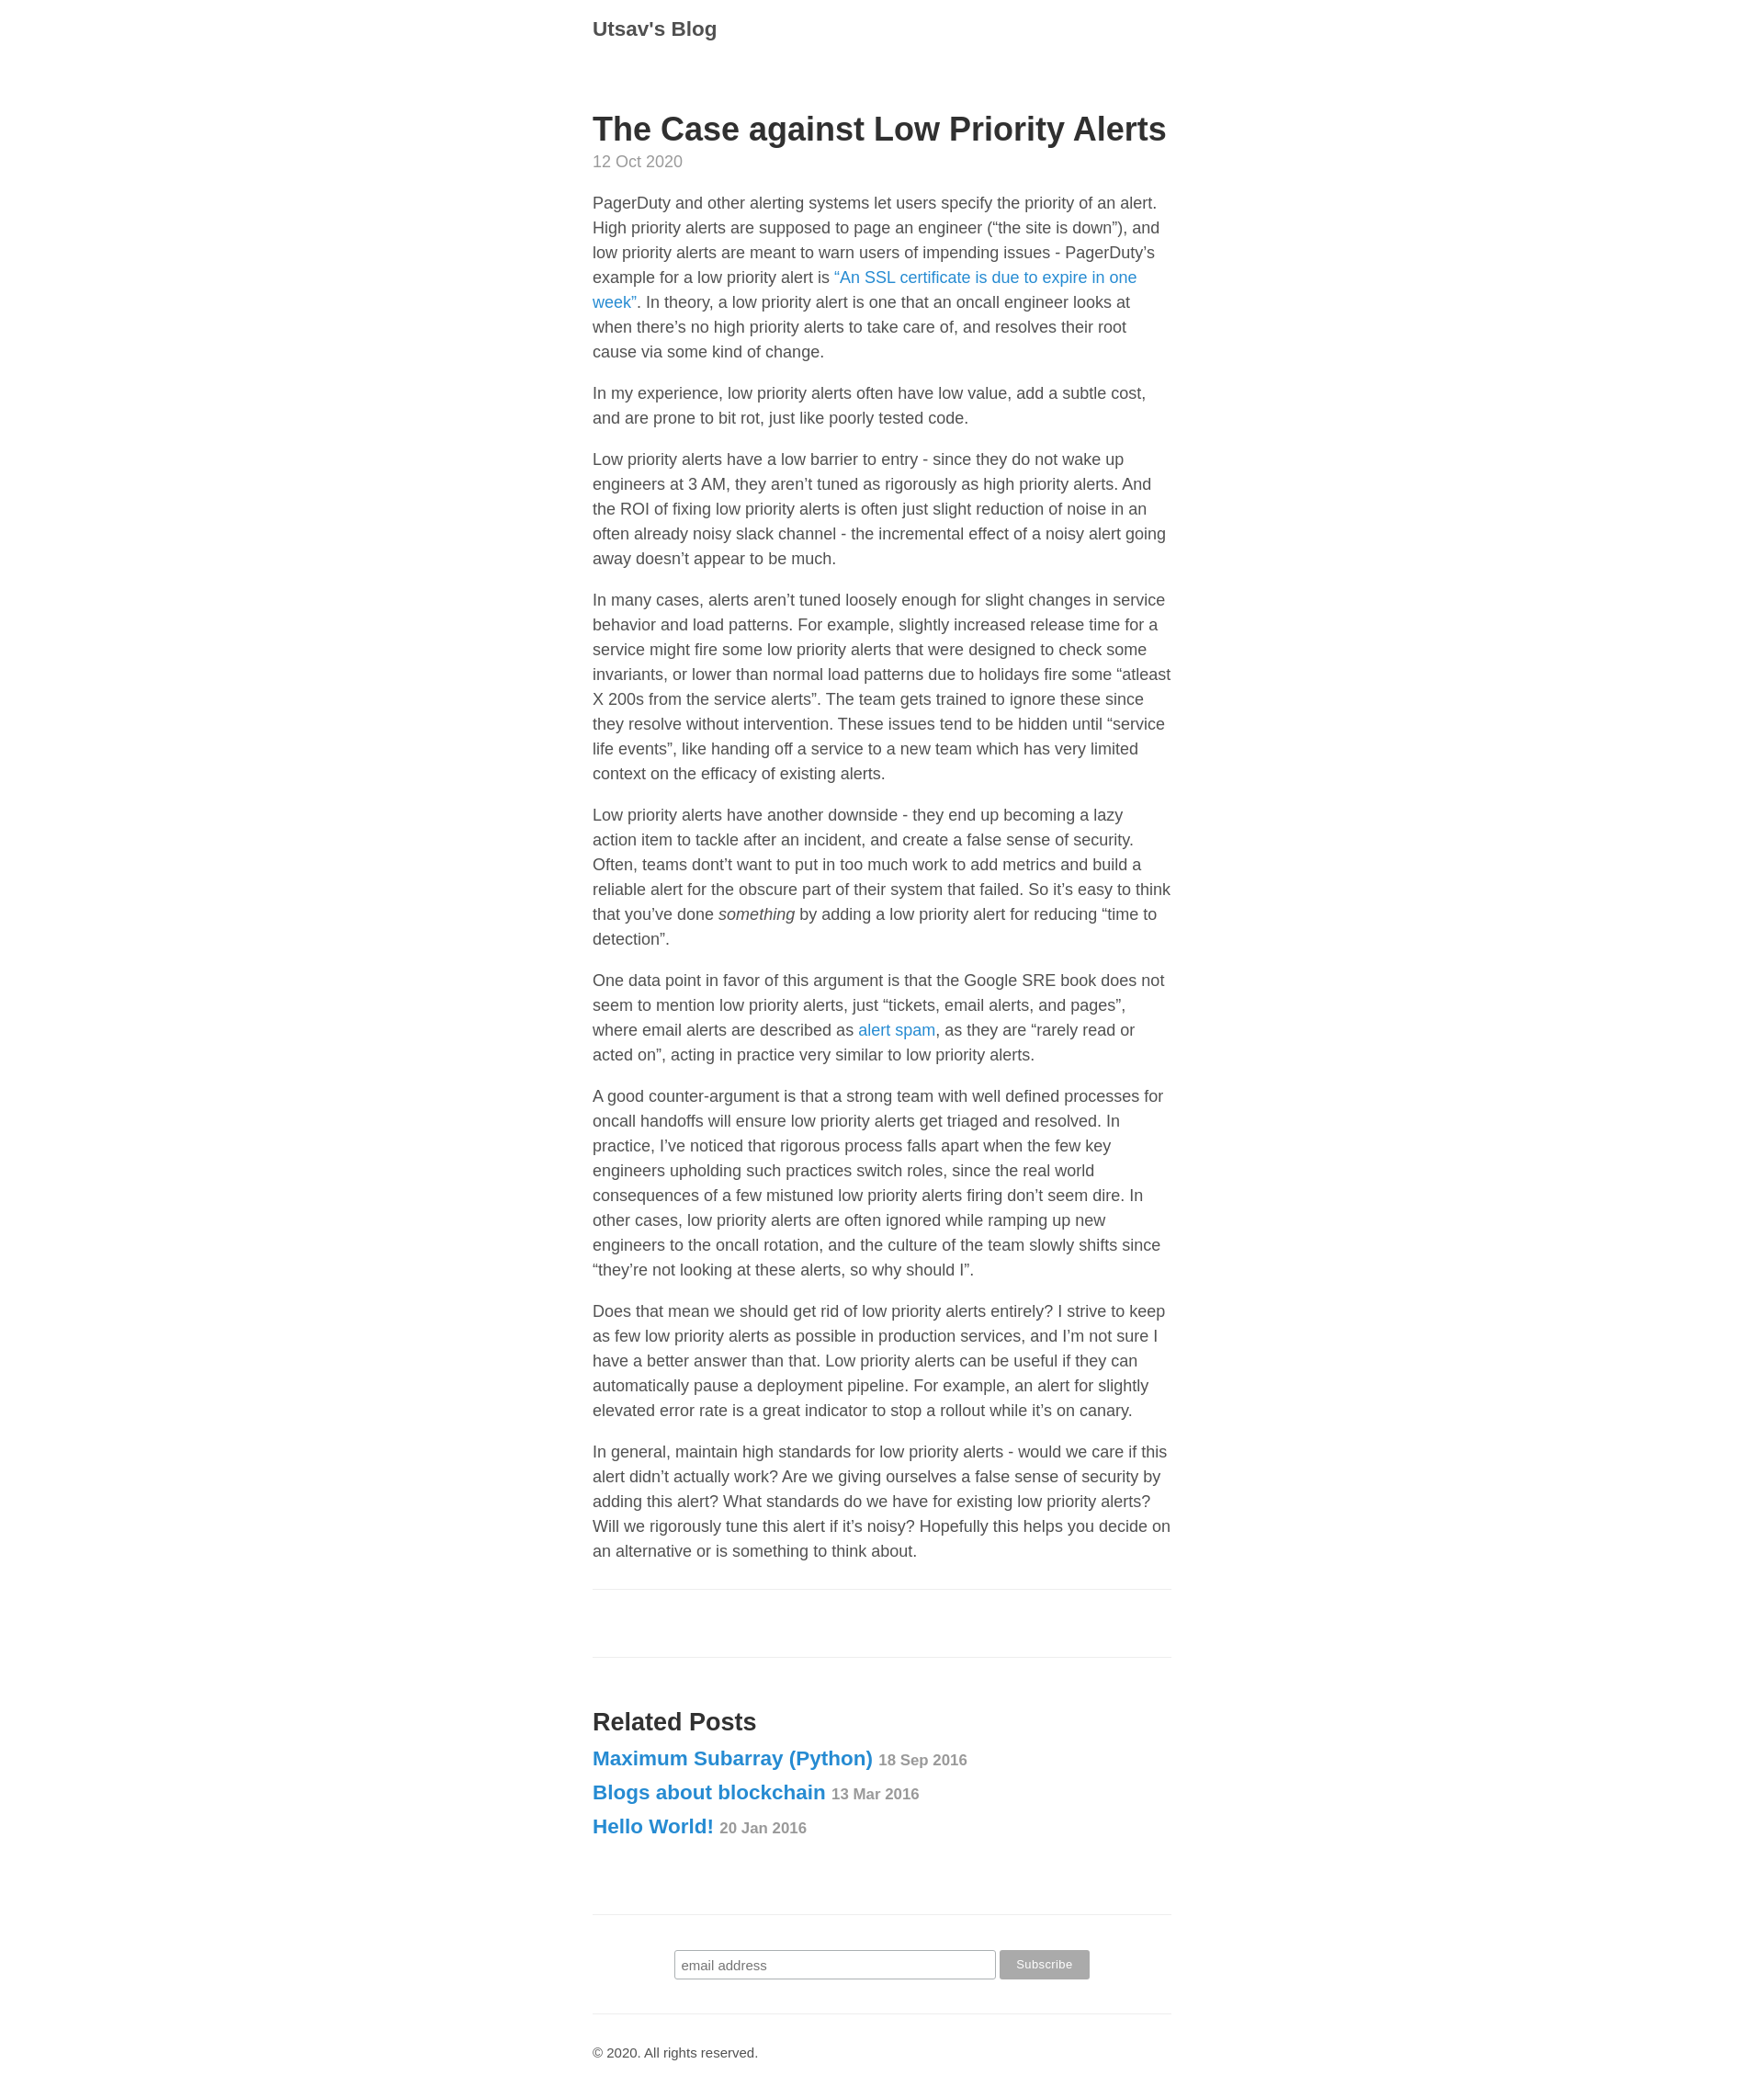 Utsav's Blog
The Case against Low Priority Alerts
12 Oct 2020
PagerDuty and other alerting systems let users specify the priority of an alert.
High priority alerts are supposed to page an engineer (“the site is down”), and
low priority alerts are meant to warn users of impending issues - PagerDuty’s
example for a low priority alert is “An SSL certificate is due to expire in one
week”. In theory, a low priority alert is one that an oncall engineer looks at
when there’s no high priority alerts to take care of, and resolves their root
cause via some kind of change.
In my experience, low priority alerts often have low value, add a subtle cost,
and are prone to bit rot, just like poorly tested code.
Low priority alerts have a low barrier to entry - since they do not wake up
engineers at 3 AM, they aren’t tuned as rigorously as high priority alerts. And
the ROI of fixing low priority alerts is often just slight reduction of noise in an
often already noisy slack channel - the incremental effect of a noisy alert going
away doesn’t appear to be much.
In many cases, alerts aren’t tuned loosely enough for slight changes in service
behavior and load patterns. For example, slightly increased release time for a
service might fire some low priority alerts that were designed to check some
invariants, or lower than normal load patterns due to holidays fire some “atleast
X 200s from the service alerts”. The team gets trained to ignore these since
they resolve without intervention. These issues tend to be hidden until “service
life events”, like handing off a service to a new team which has very limited
context on the efficacy of existing alerts.
Low priority alerts have another downside - they end up becoming a lazy
action item to tackle after an incident, and create a false sense of security.
Often, teams dont’t want to put in too much work to add metrics and build a
reliable alert for the obscure part of their system that failed. So it’s easy to think
that you’ve done something by adding a low priority alert for reducing “time to
detection”.
One data point in favor of this argument is that the Google SRE book does not
seem to mention low priority alerts, just “tickets, email alerts, and pages”,
where email alerts are described as alert spam, as they are “rarely read or
acted on”, acting in practice very similar to low priority alerts.
A good counter-argument is that a strong team with well defined processes for
oncall handoffs will ensure low priority alerts get triaged and resolved. In
practice, I’ve noticed that rigorous process falls apart when the few key
engineers upholding such practices switch roles, since the real world
consequences of a few mistuned low priority alerts firing don’t seem dire. In
other cases, low priority alerts are often ignored while ramping up new
engineers to the oncall rotation, and the culture of the team slowly shifts since
“they’re not looking at these alerts, so why should I”.
Does that mean we should get rid of low priority alerts entirely? I strive to keep
as few low priority alerts as possible in production services, and I’m not sure I
have a better answer than that. Low priority alerts can be useful if they can
automatically pause a deployment pipeline. For example, an alert for slightly
elevated error rate is a great indicator to stop a rollout while it’s on canary.
In general, maintain high standards for low priority alerts - would we care if this
alert didn’t actually work? Are we giving ourselves a false sense of security by
adding this alert? What standards do we have for existing low priority alerts?
Will we rigorously tune this alert if it’s noisy? Hopefully this helps you decide on
an alternative or is something to think about.
Related Posts
Maximum Subarray (Python) 18 Sep 2016
Blogs about blockchain 13 Mar 2016
Hello World! 20 Jan 2016
email address Subscribe
© 2020. All rights reserved.